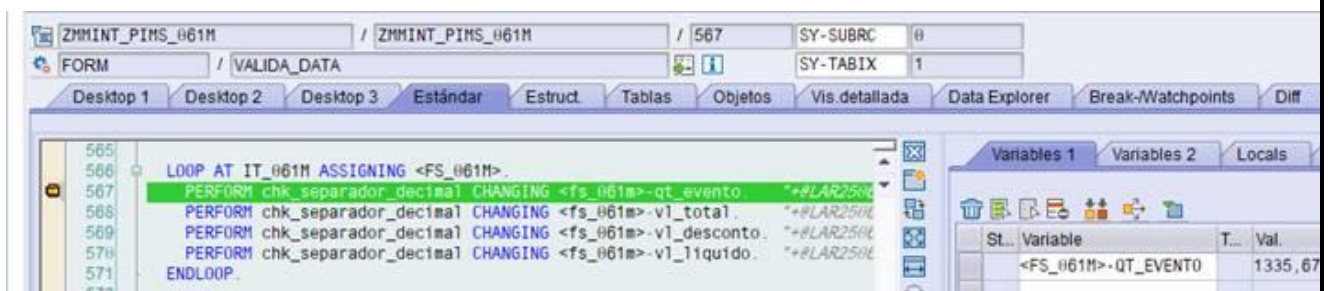 ZMMINT_PIMS_061M / ZMMINT_PIMS_061M / 567 SY-SUBRC 0
FORM / VALIDA_DATA SY-TABIX 1
Desktop 1 Desktop 2 Desktop 3 Estándar Estruct. Tablas Objetos Vis.detallada Data Explorer Break-/Watchpoints Diff
565
566 LOOP AT IT_061M ASSIGNING <FS_061M>.
567 PERFORM chk_separador_decimal CHANGING <fs_061m>-qt_evento.
568 PERFORM chk_separador_decimal CHANGING <fs_061m>-vl_total.
569 PERFORM chk_separador_decimal CHANGING <fs_061m>-vl_desconto.
570 PERFORM chk_separador_decimal CHANGING <fs_061m>-vl_liquido.
571 ENDLOOP.
Variables 1 Variables 2 Locals
St... Variable T... Val.
<FS_061M>-QT_EVENTO 1335,67